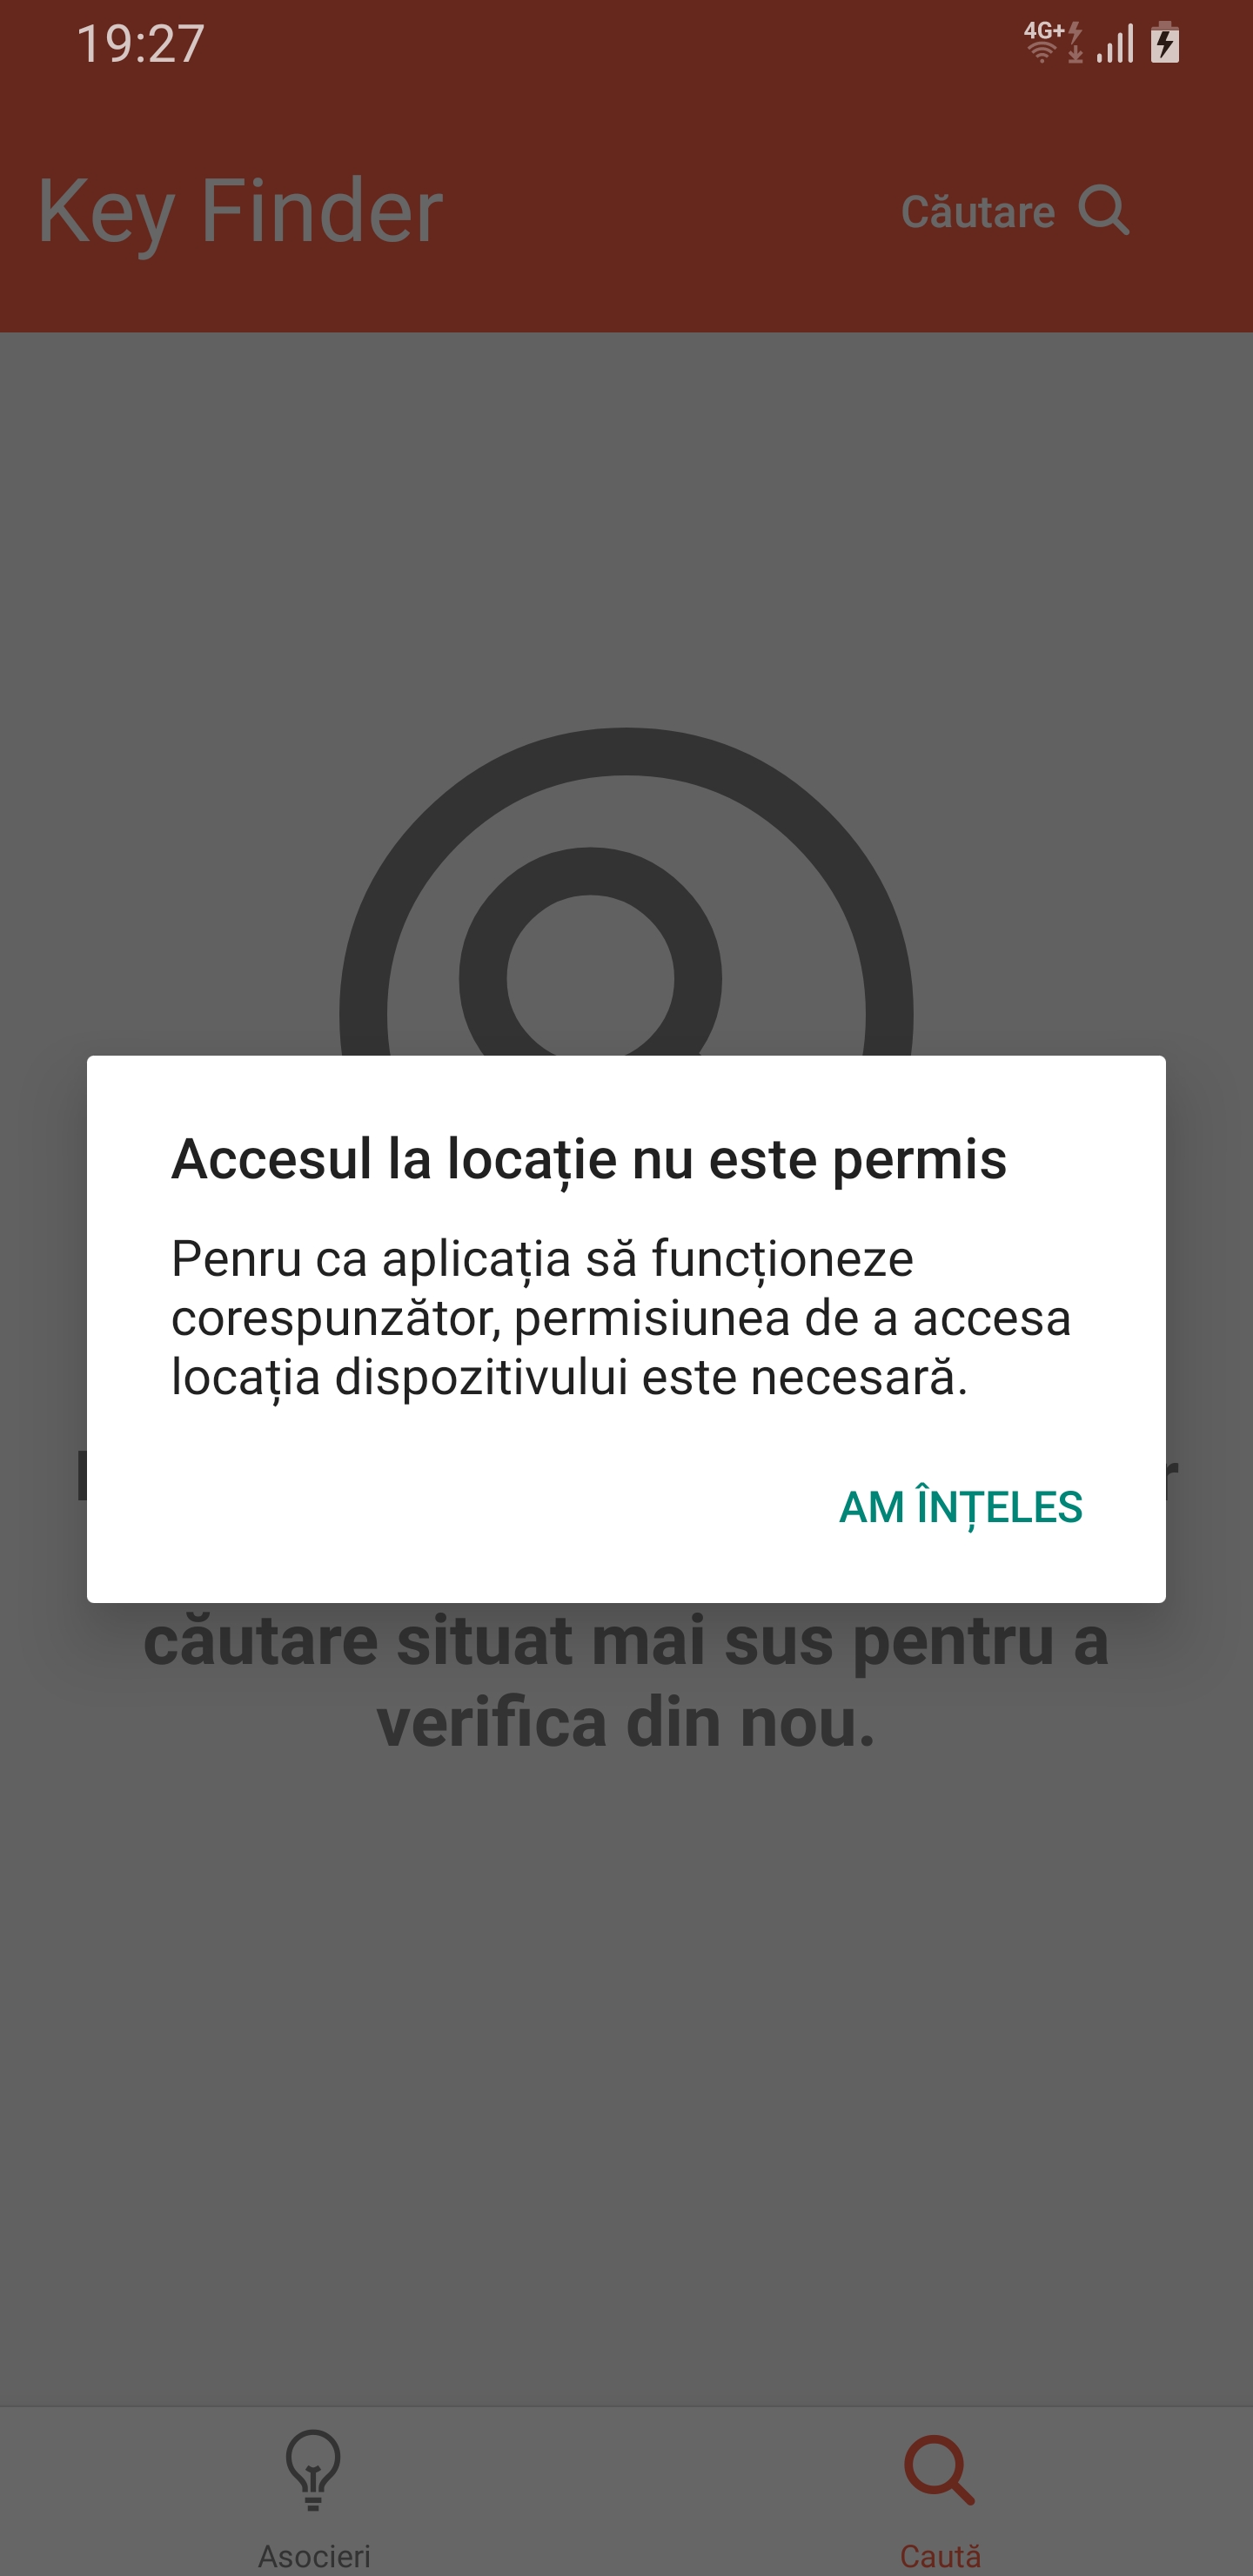 19:27
4G+
Key Finder
Căutare
Accesul la locație nu este permis
Penru ca aplicația să funcționeze
corespunzător, permisiunea de a accesa
locația dispozitivului este necesară.
AM ÎNȚELES
căutare situat mai sus pentru a
verifica din nou.
Asocieri
Caută